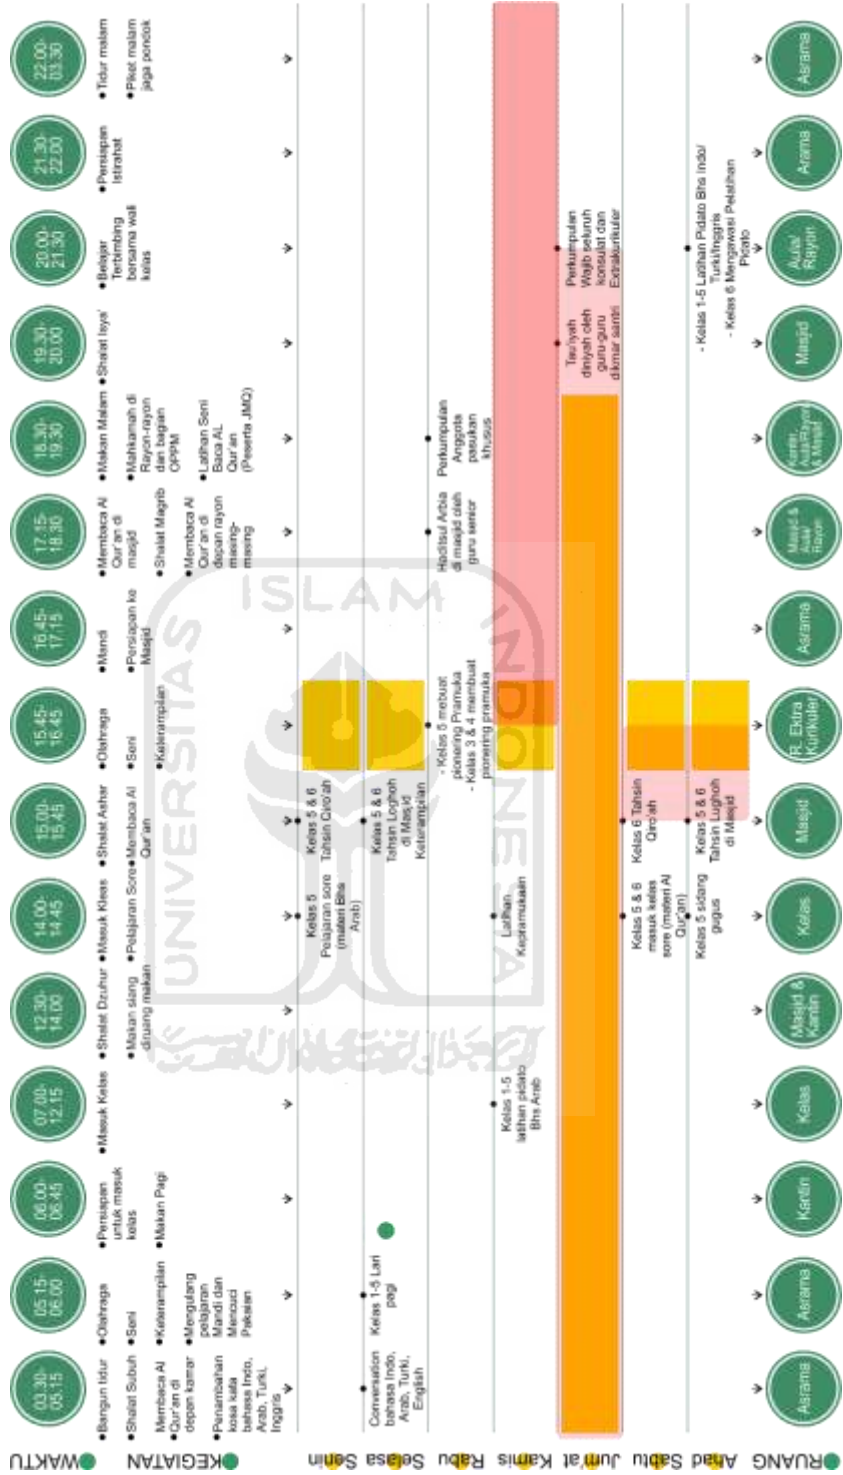 WAKTU
03.30-
05.15
05.15-
06.00
06.00-
06.45
07.00-
12.15
12.30-
14.00
14.00-
14.45
15.00-
15.45
15.45-
16.45
16.45-
17.15
17.15-
18.30
18.30-
19.30
19.30-
20.00
20.00-
21.30
21.30-
22.00
22.00-
03.30
KEGIATAN
Bangun tidur
Shalat Subuh
Membaca Al
Qur'an di
depan kamar
Penambahan
kosa kata
bahasa Indo,
Arab, Turki,
Inggris
Olahraga
Seni
Keterampilan
Mengulang
pelajaran
Mandi dan
Mencuci
Pakaian
Persiapan
untuk masuk
kelas
Makan Pagi
Masuk Kelas
Shalat Dzuhur
Makan siang
diruang makan
Masuk Kleas
Pelajaran Sore
Shalat Ashar
Membaca Al
Qur'an
Olahraga
Seni
Keterampilan
Mandi
Persiapan ke
Masjid
Membaca Al
Qur'an di
masjid
Shalat Magrib
Membaca Al
Qur'an di
depan rayon
masing-
masing
Makan Malam
Mahkamah di
Rayon-rayon
dan bagian
OPPM
Latihan Seni
Baca AL
Qur'an
(Peserta JMQ)
Shalat Isya'
Belajar
Terbimbing
bersama wali
kelas
Persiapan
Istirahat
Tidur malam
Piket malam
jaga pondok
Senin
Kelas 5
Pelajaran sore
(materi Bhs
Arab)
Kelas 5 & 6
Tahsin Qiro'ah
Selasa
Conversation
bahasa Indo,
Arab, Turki,
English
Kelas 1-5 Lari
pagi
Kelas 5 & 6
Tahsin Loghoh
di Masjid
Keterampilan
Rabu
- Kelas 5 mebuat
pionering Pramuka
- Kelas 3 & 4 membuat
pionering pramuka
Haditsul Arbia
di masjid oleh
guru senior
Perkumpulan
Anggota
pasukan
khusus
Kamis
Kelas 1-5
latihan pidato
Bhs Arab
Latihan
Kepramukaan
Jum'at
Tau'iyah
diniyah oleh
guru-guru
dikmar santri
Perkumpulan
Wajib seluruh
konsulat dan
Extrakurikuler
Sabtu
Kelas 5 & 6
masuk kelas
sore (materi Al
Qur'an)
Kelas 6 Tahsin
Qiro'ah
Ahad
Kelas 5 sidang
gugus
Kelas 5 & 6
Tahsin Lughoh
di Masjid
- Kelas 1-5 Latihan Pidato Bhs Indo/
Turki/Inggris
- Kelas 6 Mengawasi Pelatihan
Pidato
RUANG
Asrama
Asrama
Kantin
Kelas
Masjid &
Kantin
Kelas
Masjid
R. Ektra
Kurikuler
Asrama
Masjid &
Aula/
Rayon
Aula/Rayon
& Masjid
Masjid
Aula/
Rayon
Arama
Asrama
UNIVERSITAS
ISLAM
INDONESIA